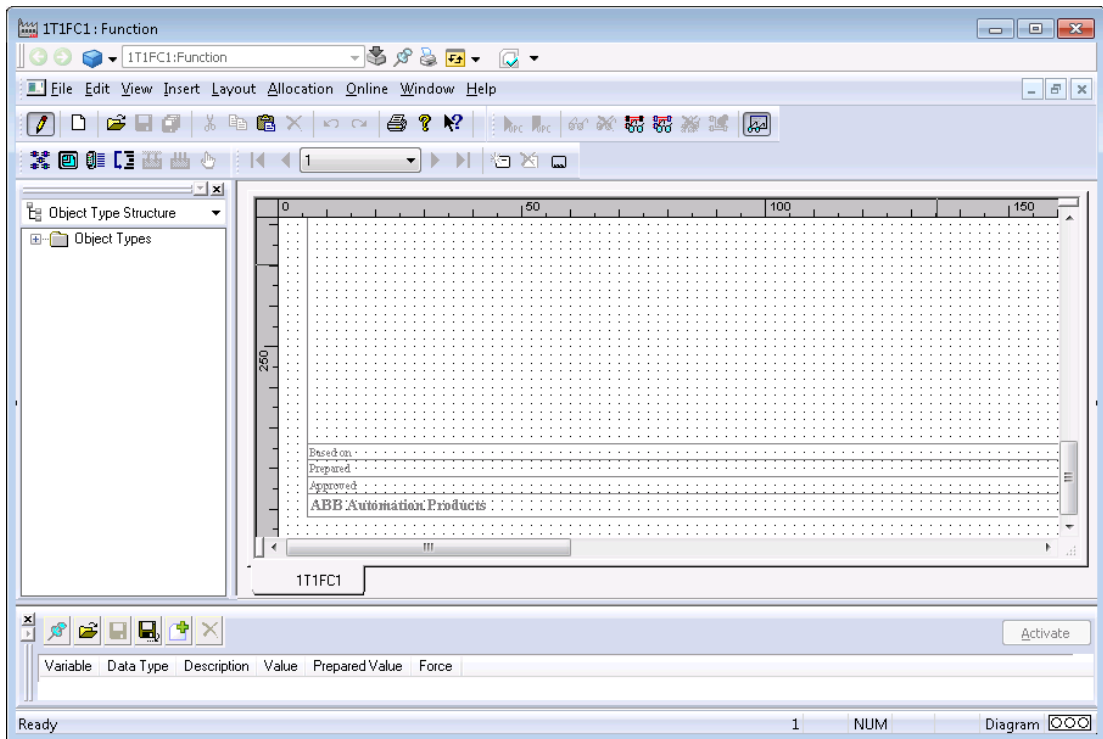 1T1FC1 : Function
1T1FC1:Function
File Edit View Insert Layout Allocation Online Window Help
1
Object Type Structure
Object Types
0 50 100 150
250
Based on
Prepared
Approved
ABB Automation Products
1T1FC1
Activate
Variable Data Type Description Value Prepared Value Force
Ready 1 NUM Diagram